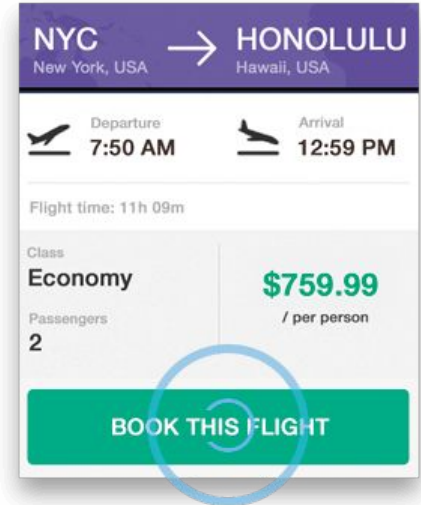 NYC → HONOLULU
New York, USA Hawaii, USA
Departure Arrival
7:50 AM 12:59 PM
Flight time: 11h 09m
Class
Economy
$759.99
/ per person
Passengers
2
BOOK THIS FLIGHT